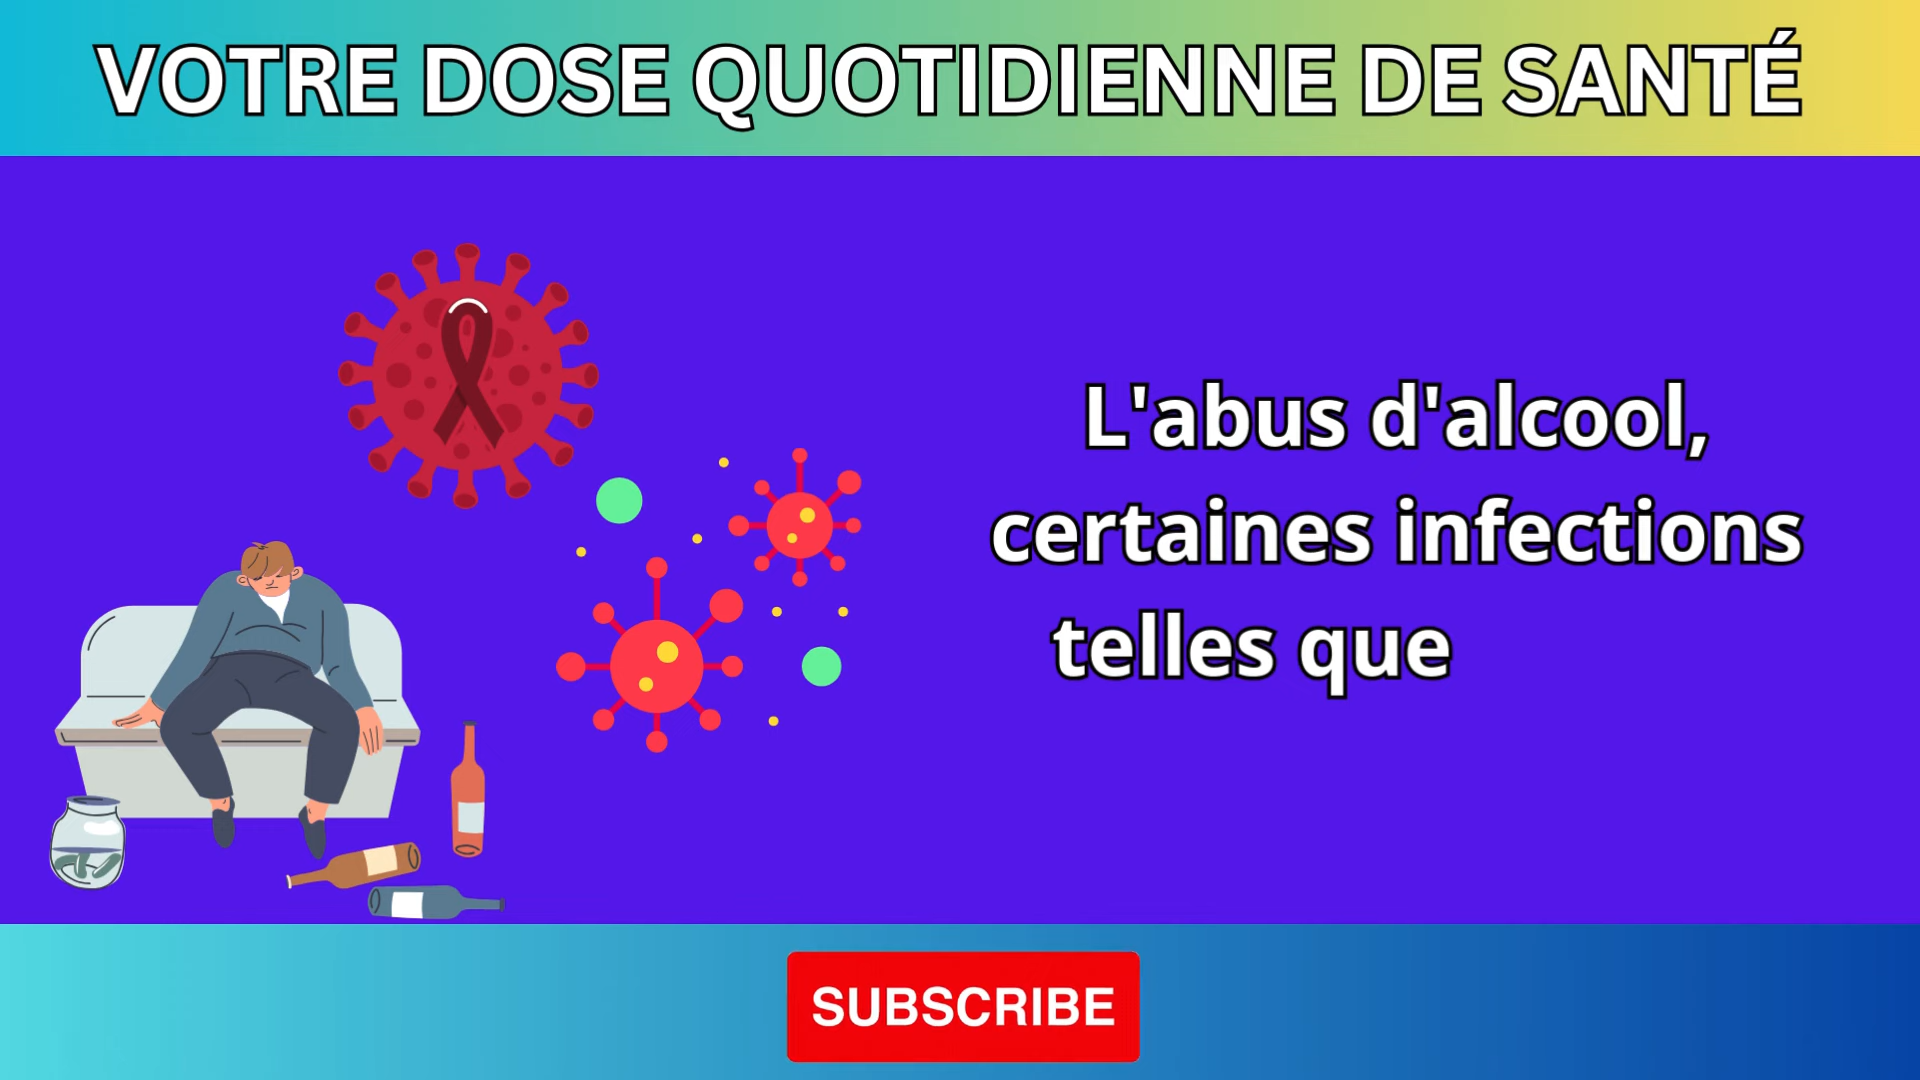 VOTRE DOSE QUOTIDIENNE DE SANTÉ
L'abus d'alcool,
certaines infections
telles que
SUBSCRIBE